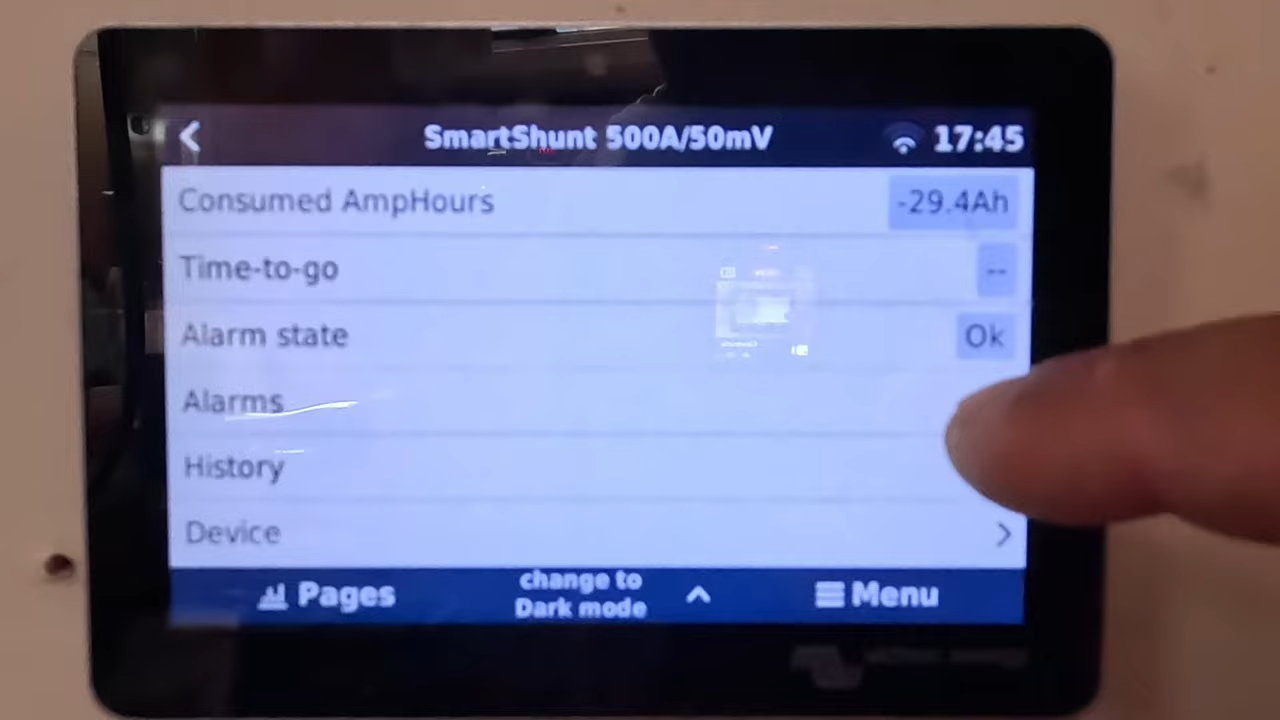 SmartShunt 500A/50mV 17:45
Consumed AmpHours -29.4Ah
Time-to-go --
Alarm state Ok
Alarms
History
Device
Pages
change to
Dark mode
Menu